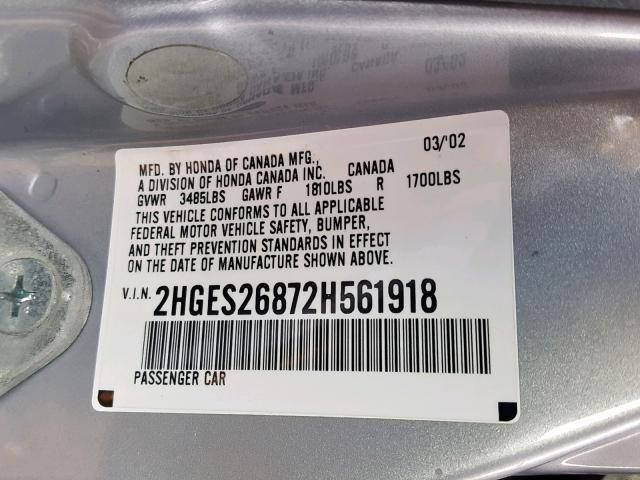 03/'02
MFD. BY HONDA OF CANADA MFG.,
A DIVISION OF HONDA CANADA INC. CANADA
GVWR 3485LBS GAWR F 1810LBS R 1700LBS
THIS VEHICLE CONFORMS TO ALL APPLICABLE
FEDERAL MOTOR VEHICLE SAFETY, BUMPER,
AND THEFT PREVENTION STANDARDS IN EFFECT
ON THE DATE OF MANUFACTURE SHOWN ABOVE.
V.I.N. 2HGES26872H561918
PASSENGER CAR